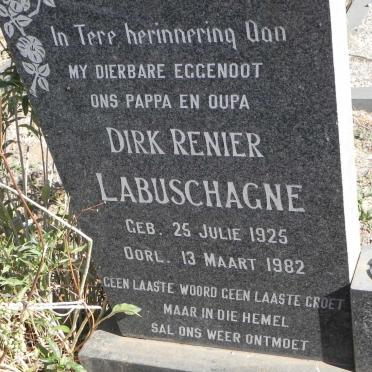 In Tere herinnering Van
MY DIERBARE EGGENOOT
ONS PAPPA EN OUPA
DIRK RENIER
LABUSCHAGNE
GEB. 25 JULIE 1925
OORL. 13 MAART 1982
GEEN LAASTE WOORD GEEN LAASTE GROET
MAAR IN DIE HEMEL
SAL ONS WEER ONTMOET